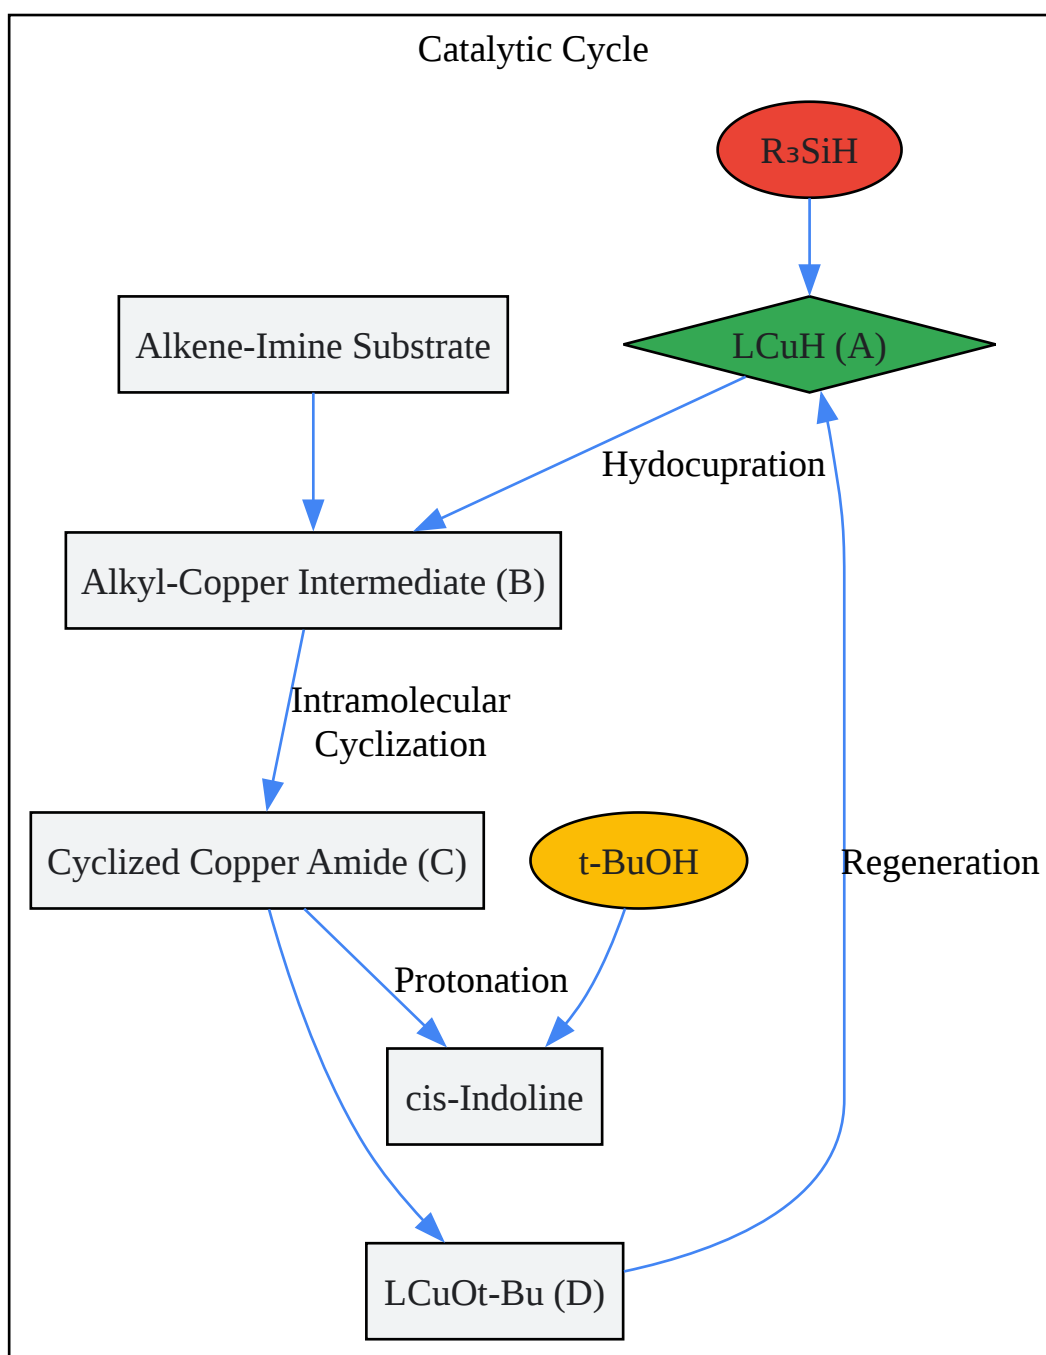 Catalytic Cycle
R₃SiH
Alkene-Imine Substrate
LCuH (A)
Hydocupration
Alkyl-Copper Intermediate (B)
Intramolecular
Cyclization
Cyclized Copper Amide (C)
t-BuOH
Regeneration
Protonation
cis-Indoline
LCuOt-Bu (D)